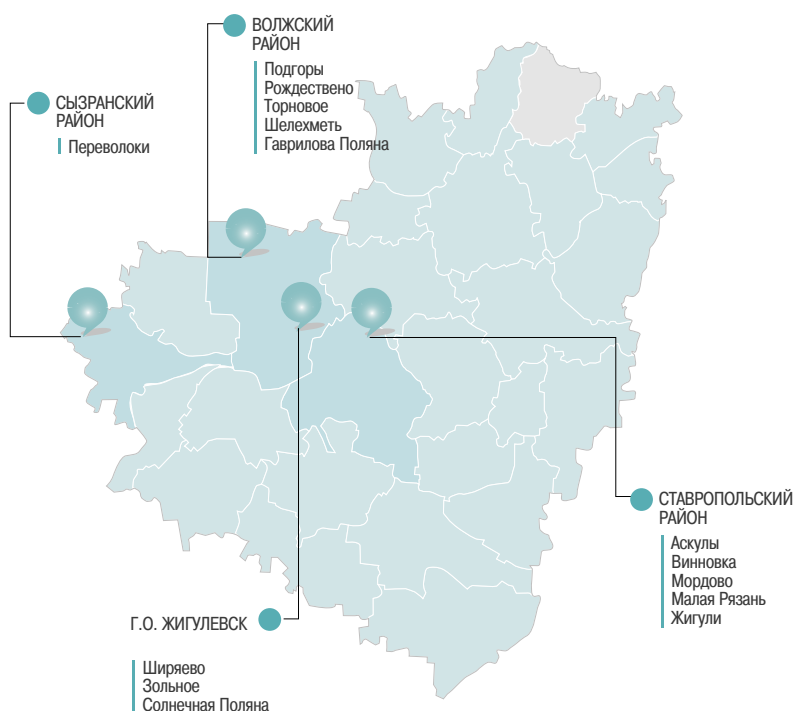 ВОЛЖСКИЙ
РАЙОН
Подгоры
Рождествено
Торновое
Шелехметь
Гаврилова Поляна
СЫЗРАНСКИЙ
РАЙОН
Переволоки
СТАВРОПОЛЬСКИЙ
РАЙОН
Аскулы
Винновка
Мордово
Малая Рязань
Жигули
Г.О. ЖИГУЛЕВСК
Ширяево
Зольное
Солнечная Поляна